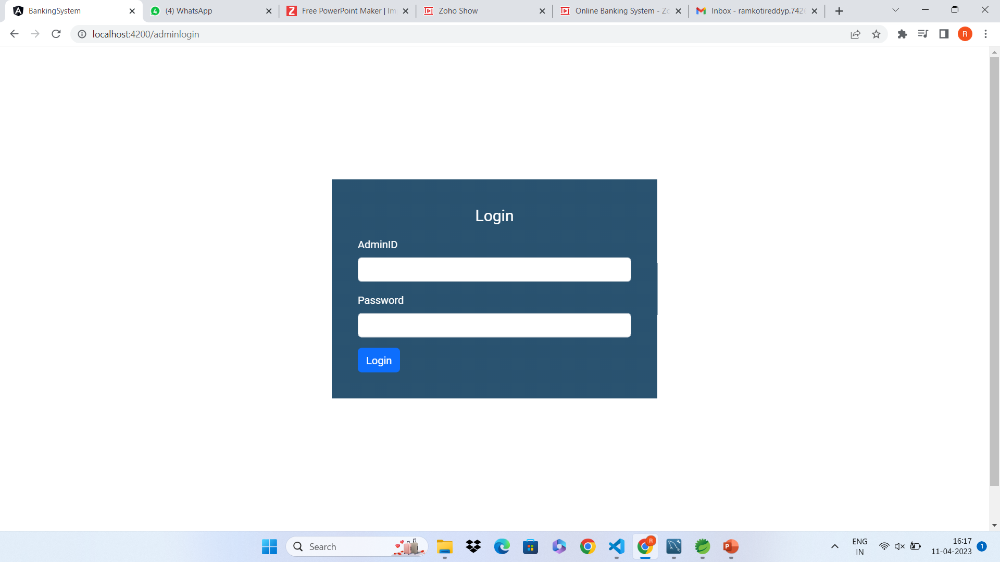 BankingSystem
(4) WhatsApp
Free PowerPoint Maker | Im
Zoho Show
Online Banking System - Zo
Inbox - ramkotireddyp.742
localhost:4200/adminlogin
R
Login
AdminID
Password
Login
Search
R
ENG
IN
16:17
11-04-2023
1